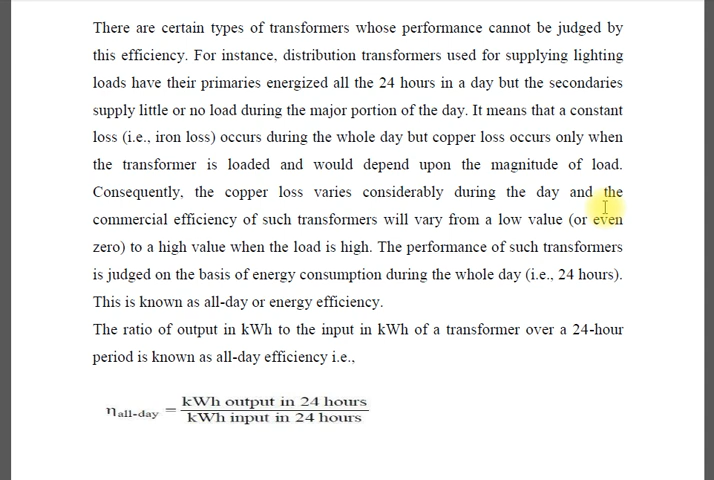 There are certain types of transformers whose performance cannot be judged by
this efficiency. For instance, distribution transformers used for supplying lighting
loads have their primaries energized all the 24 hours in a day but the secondaries
supply little or no load during the major portion of the day. It means that a constant
loss (i.e., iron loss) occurs during the whole day but copper loss occurs only when
the transformer is loaded and would depend upon the magnitude of load.
Consequently, the copper loss varies considerably during the day and the
commercial efficiency of such transformers will vary from a low value (or even
zero) to a high value when the load is high. The performance of such transformers
is judged on the basis of energy consumption during the whole day (i.e., 24 hours).
This is known as all-day or energy efficiency.
The ratio of output in kWh to the input in kWh of a transformer over a 24-hour
period is known as all-day efficiency i.e.,
ηall-day = kWh output in 24 hours
kWh input in 24 hours